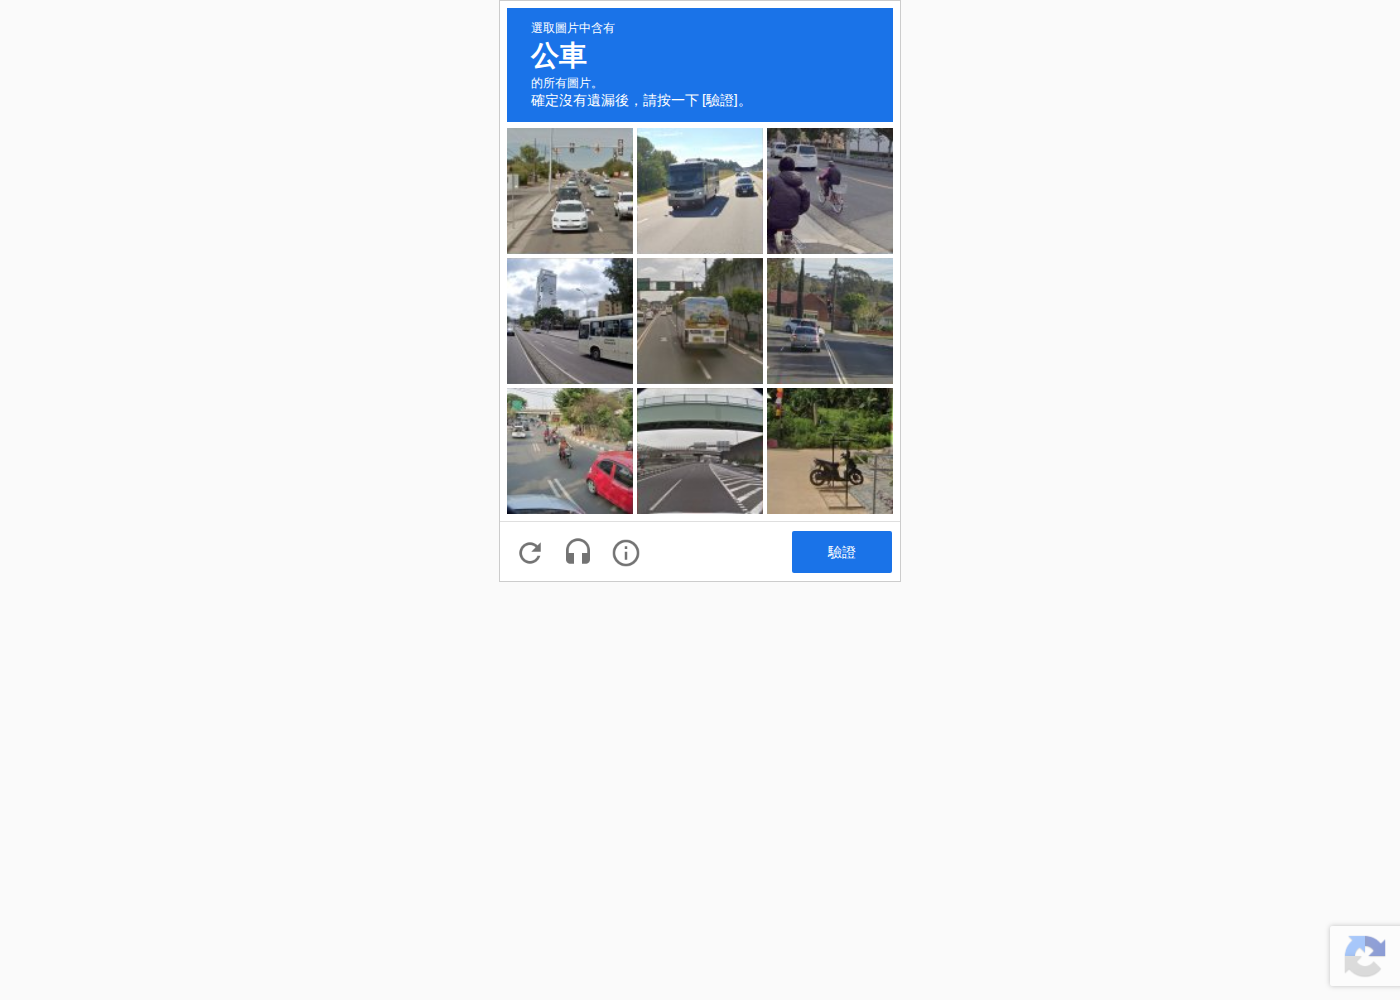 選取圖片中含有
公車
的所有圖片。
確定沒有遺漏後，請按一下 [驗證]。
驗證